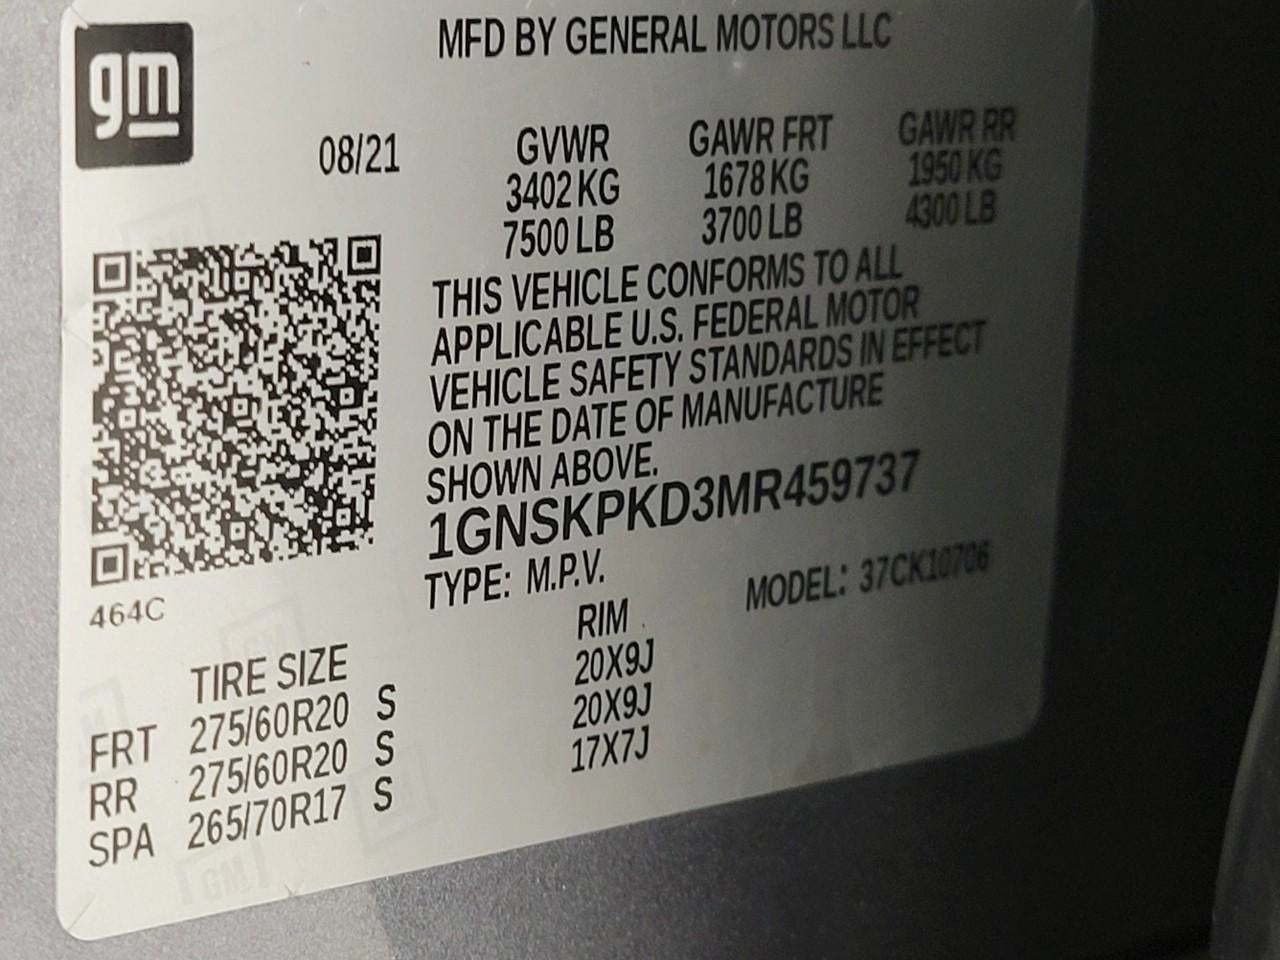 gm
MFD BY GENERAL MOTORS LLC
08/21 GVWR GAWR FRT GAWR RR
3402 KG 1678 KG 1950 KG
7500 LB 3700 LB 4300 LB
THIS VEHICLE CONFORMS TO ALL
APPLICABLE U.S. FEDERAL MOTOR
VEHICLE SAFETY STANDARDS IN EFFECT
ON THE DATE OF MANUFACTURE
SHOWN ABOVE.
1GNSKPKD3MR459737
TYPE: M.P.V. MODEL: 37CK10706
464C
TIRE SIZE RIM
FRT 275/60R20 S 20X9J
RR 275/60R20 S 20X9J
SPA 265/70R17 S 17X7J
GM